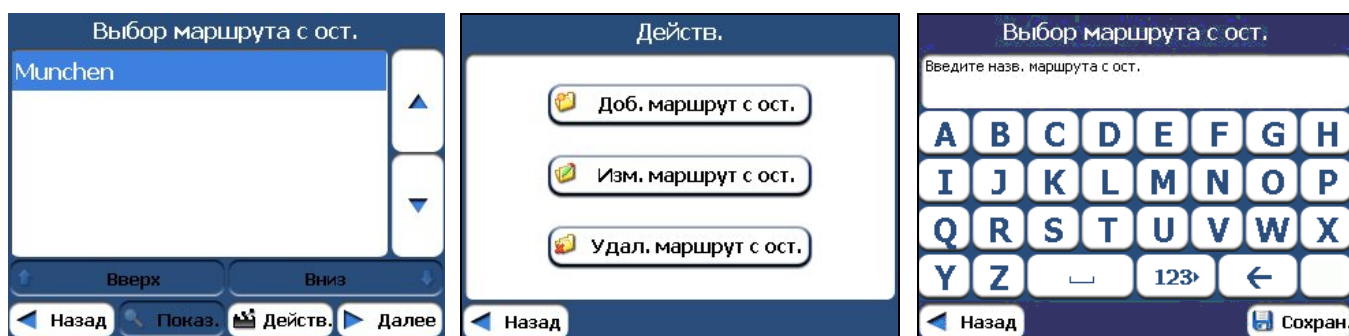 Выбор маршрута с ост.
Munchen
Вверх Вниз
Назад Показ. Действ. Далее
Действ.
Доб. маршрут с ост.
Изм. маршрут с ост.
Удал. маршрут с ост.
Назад
Выбор маршрута с ост.
Введите назв. маршрута с ост.
A B C D E F G H
I J K L M N O P
Q R S T U V W X
Y Z 123
Назад Сохран.